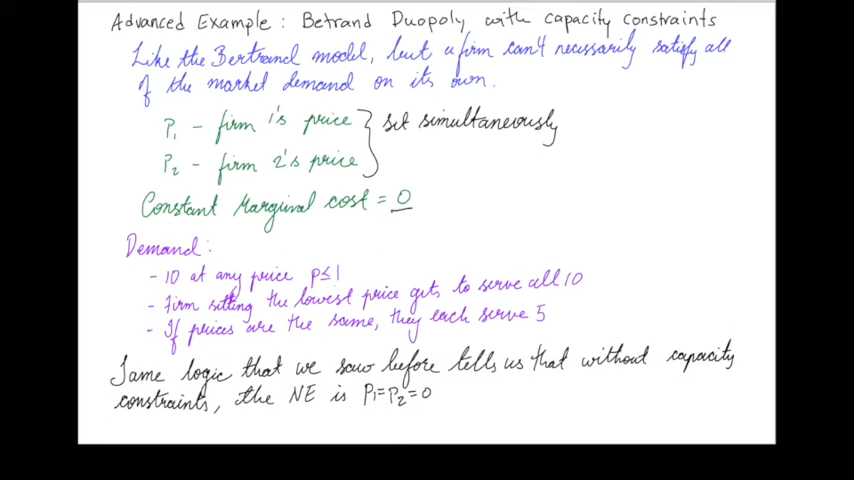 Advanced Example : Betrand Duopoly with capacity constraints
Like the Bertrand model, but a firm can't necessarily satisfy all
of the market demand on its own.
P₁ - firm 1's price } set simultaneously
P₂ - firm 2's price
Constant Marginal cost = 0
Demand:
- 10 at any price p≤1
- Firm sitting the lowest price gets to serve all 10
- If prices are the same, they each serve 5
Same logic that we saw before tells us that without capacity
constraints, the NE is P₁=P₂=0